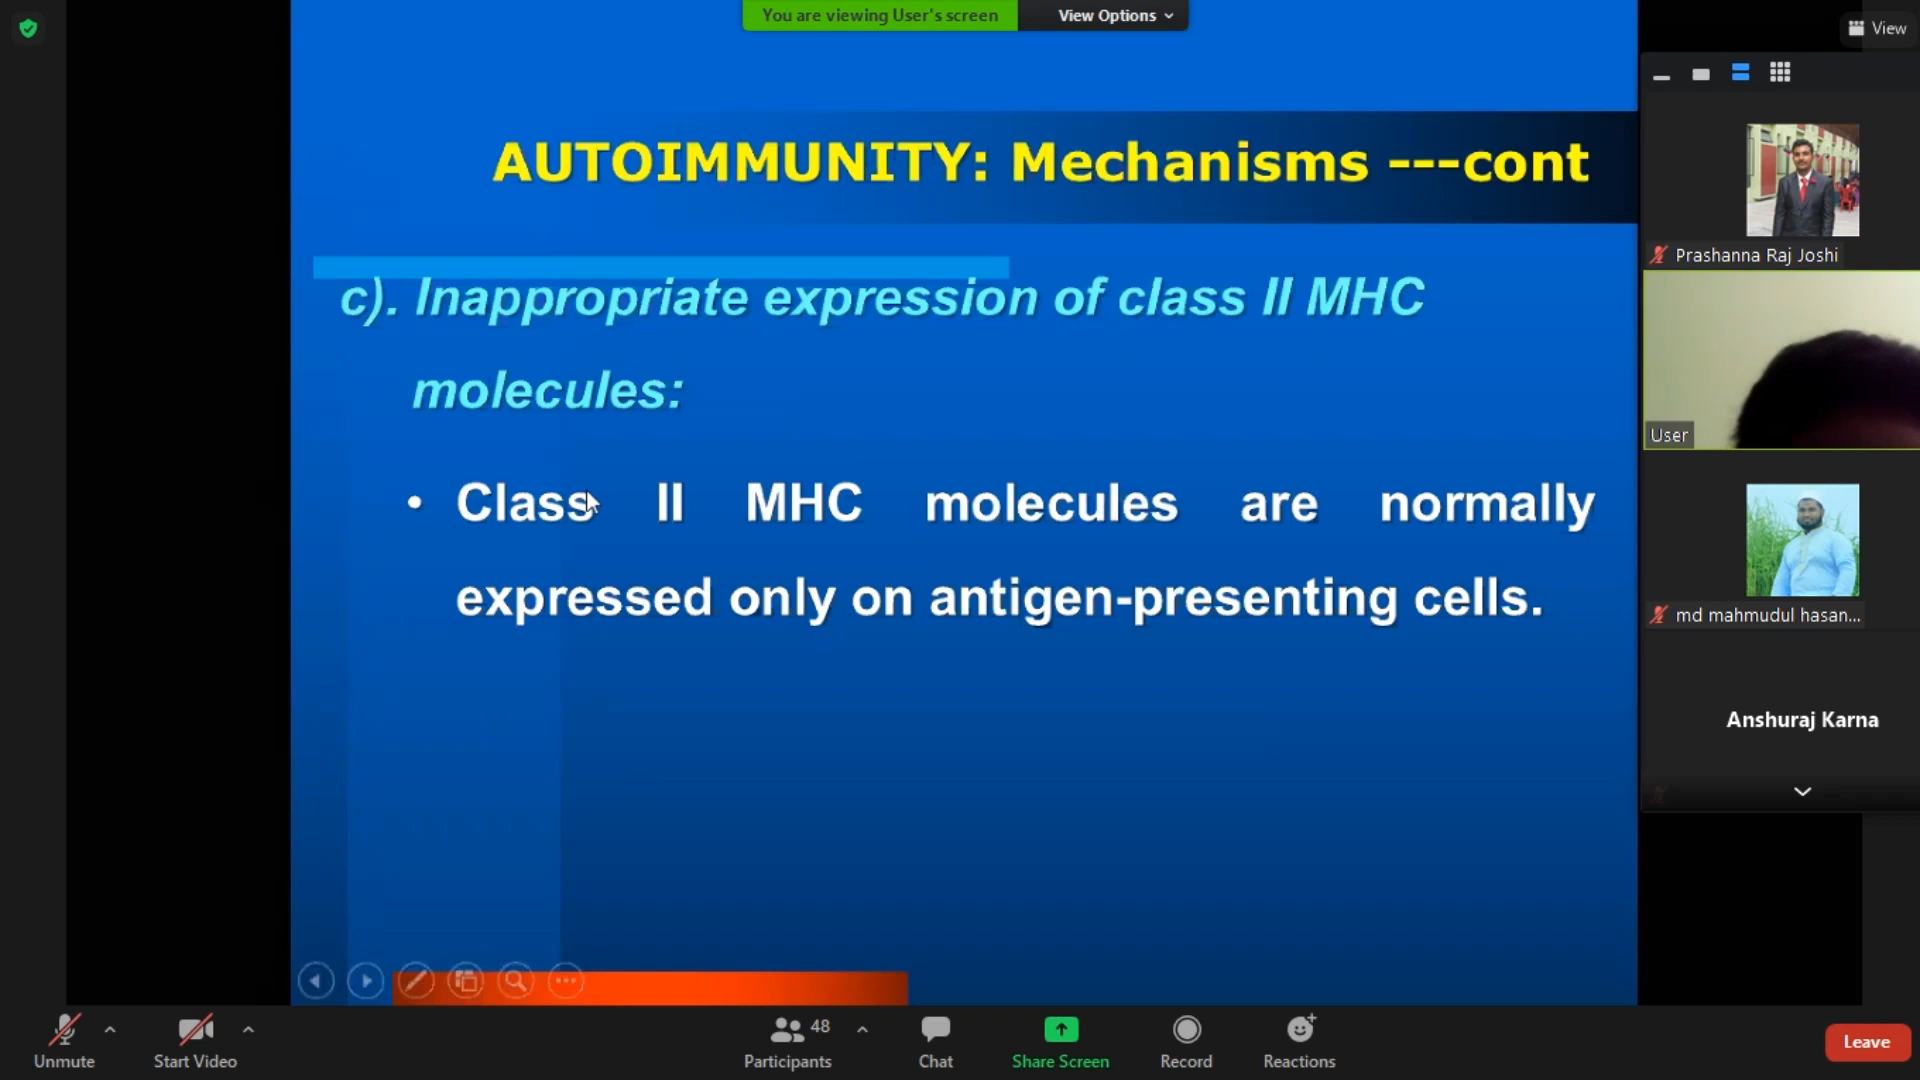 You are viewing User's screen
View Options
View
AUTOIMMUNITY: Mechanisms ---cont
c). Inappropriate expression of class II MHC
molecules:
• Class II MHC molecules are normally
expressed only on antigen-presenting cells.
Prashanna Raj Joshi
User
md mahmudul hasan...
Anshuraj Karna
Unmute
Start Video
48
Participants
Chat
Share Screen
Record
Reactions
Leave